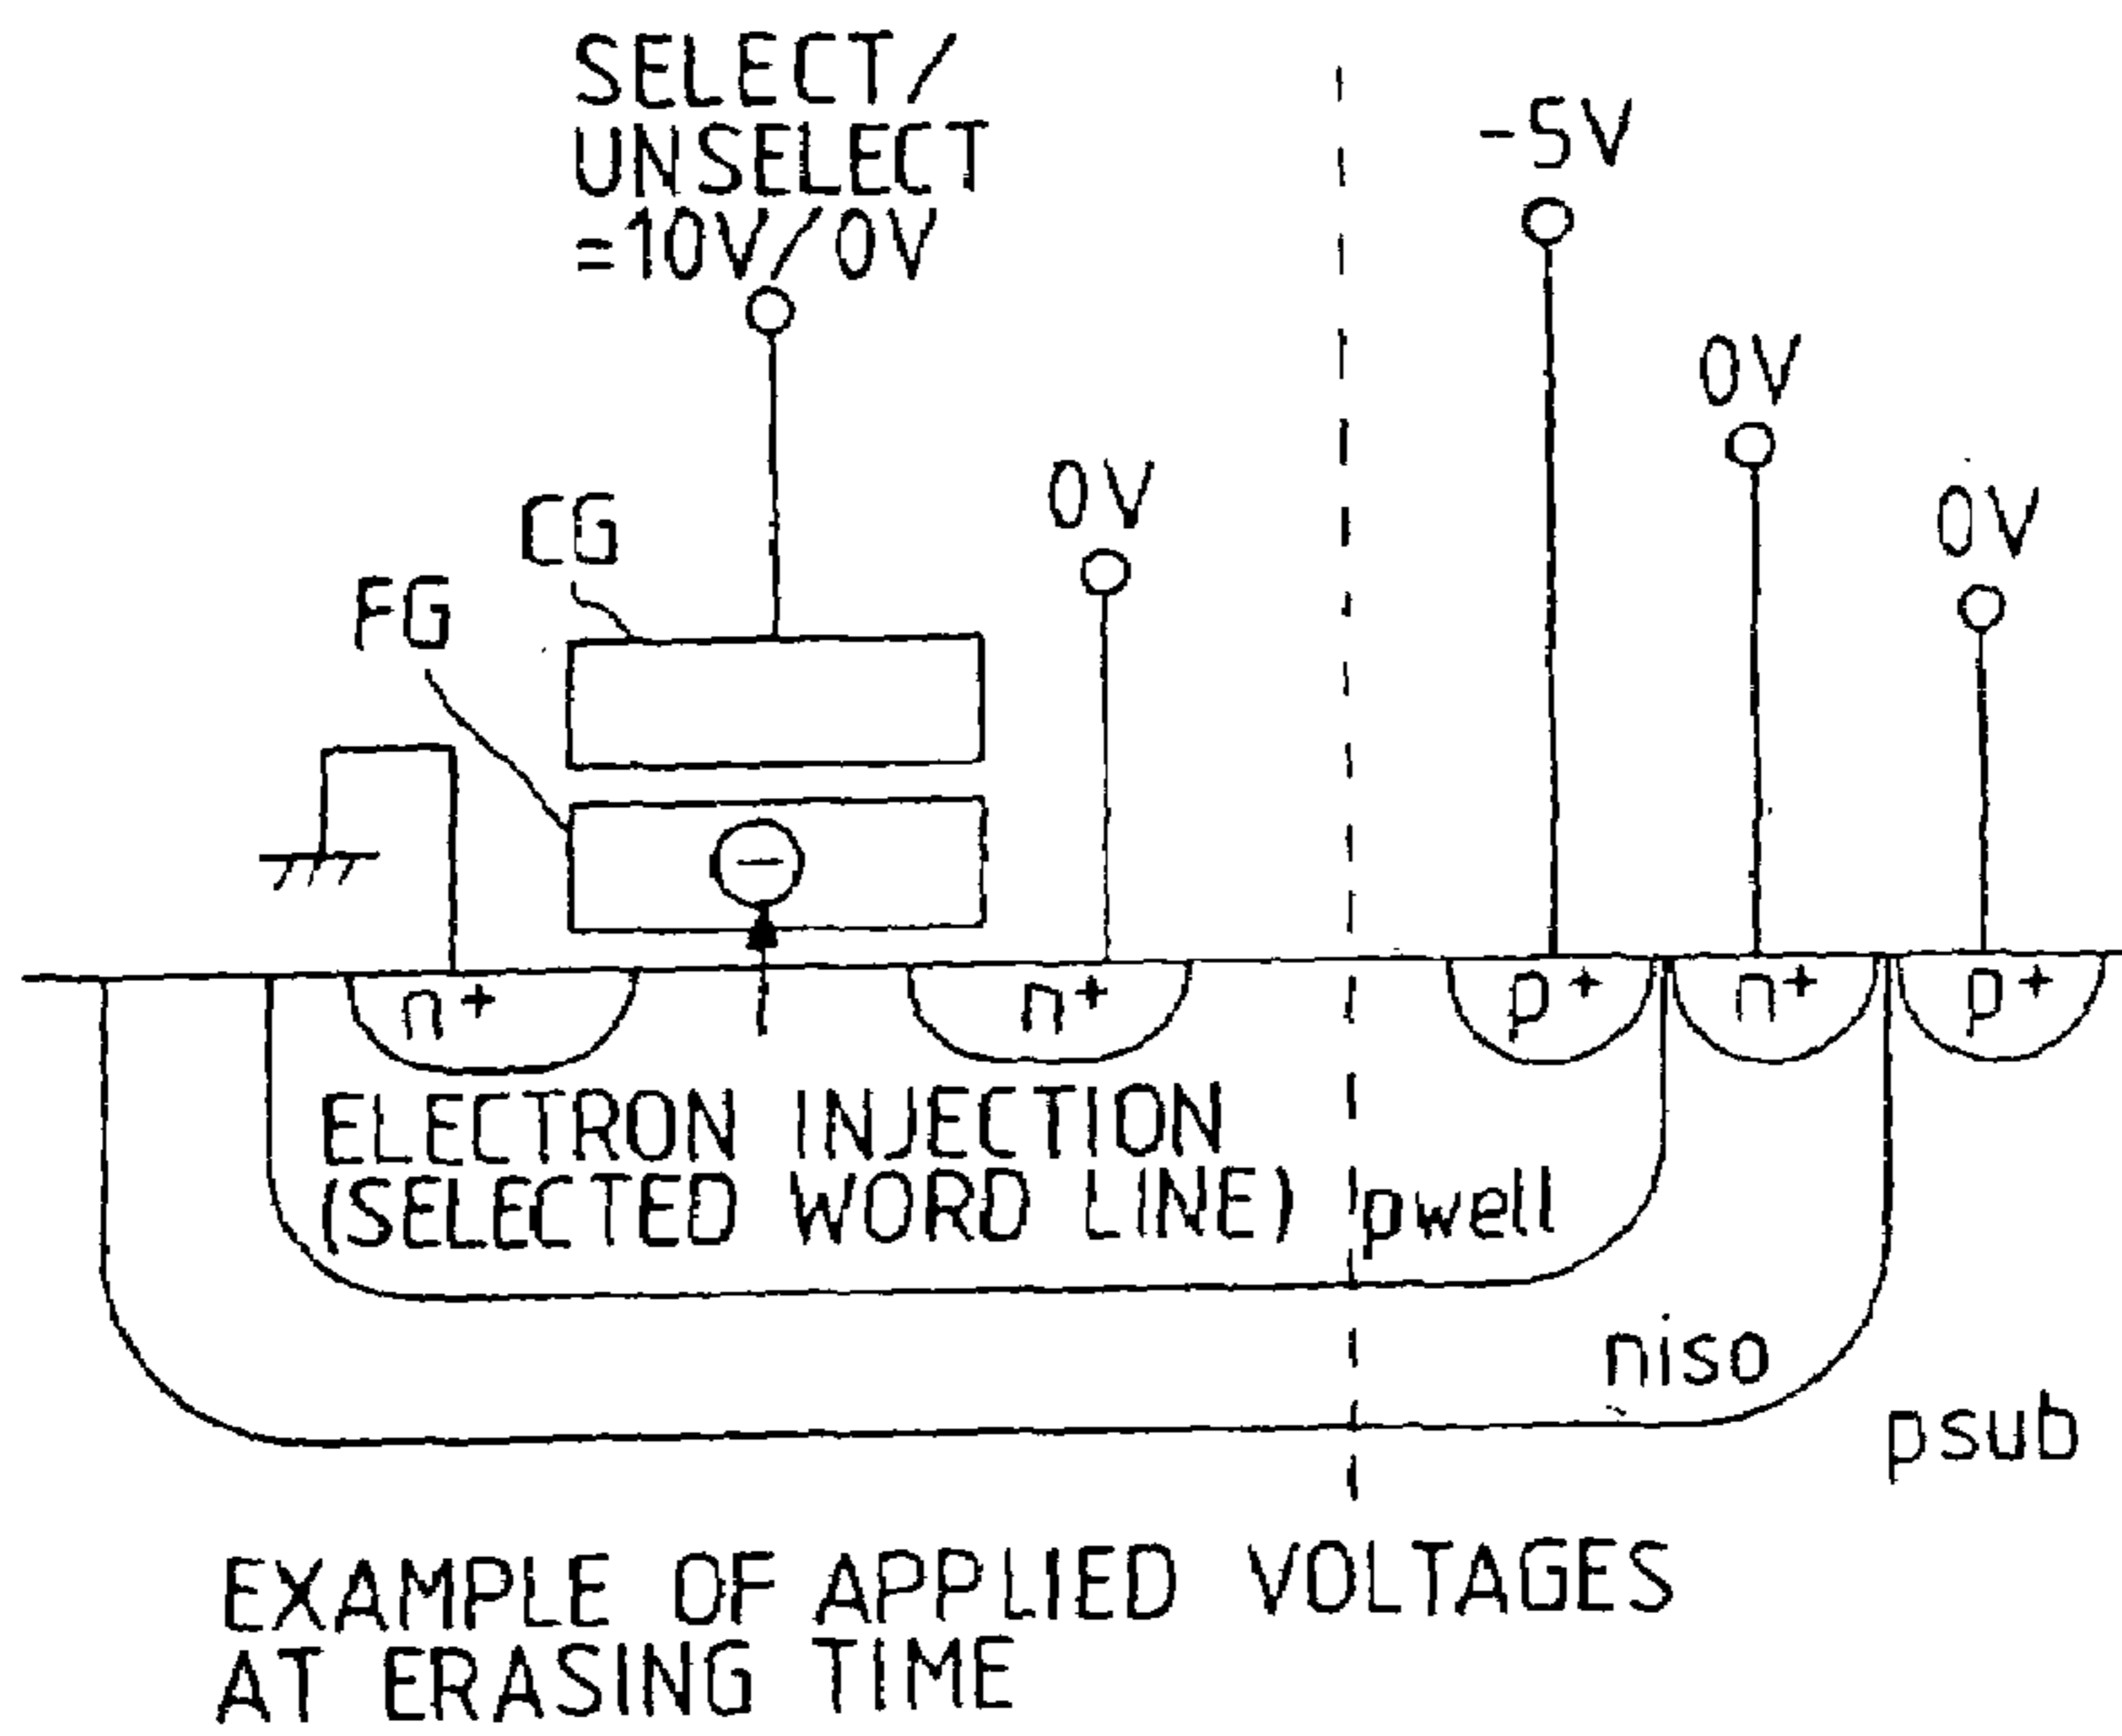 SELECT/
UNSELECT
=10V/0V
-5V
0V
0V
0V
CG
FG
n+
n+
p+
n+
p+
ELECTRON INJECTION
(SELECTED WORD LINE)
pwell
niso
psub
EXAMPLE OF APPLIED VOLTAGES
AT ERASING TIME